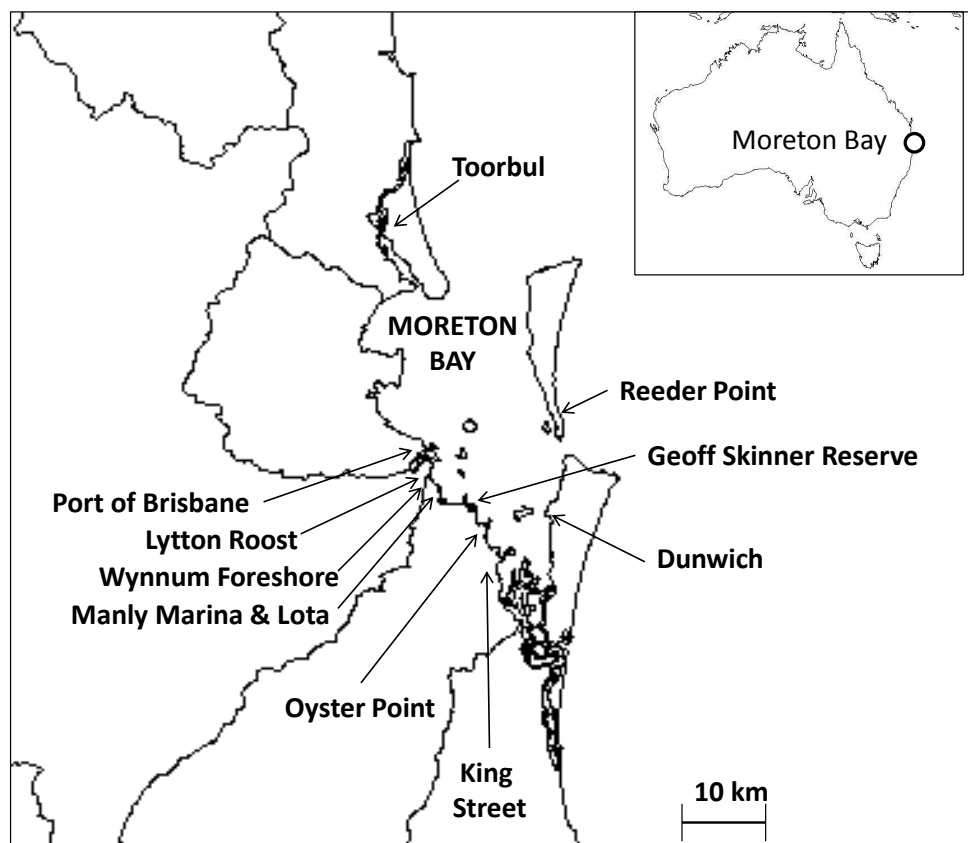 Moreton Bay
Toorbul
MORETON
BAY
Reeder Point
Geoff Skinner Reserve
Port of Brisbane
Lytton Roost
Dunwich
Wynnum Foreshore
Manly Marina & Lota
Oyster Point
King
Street
10 km